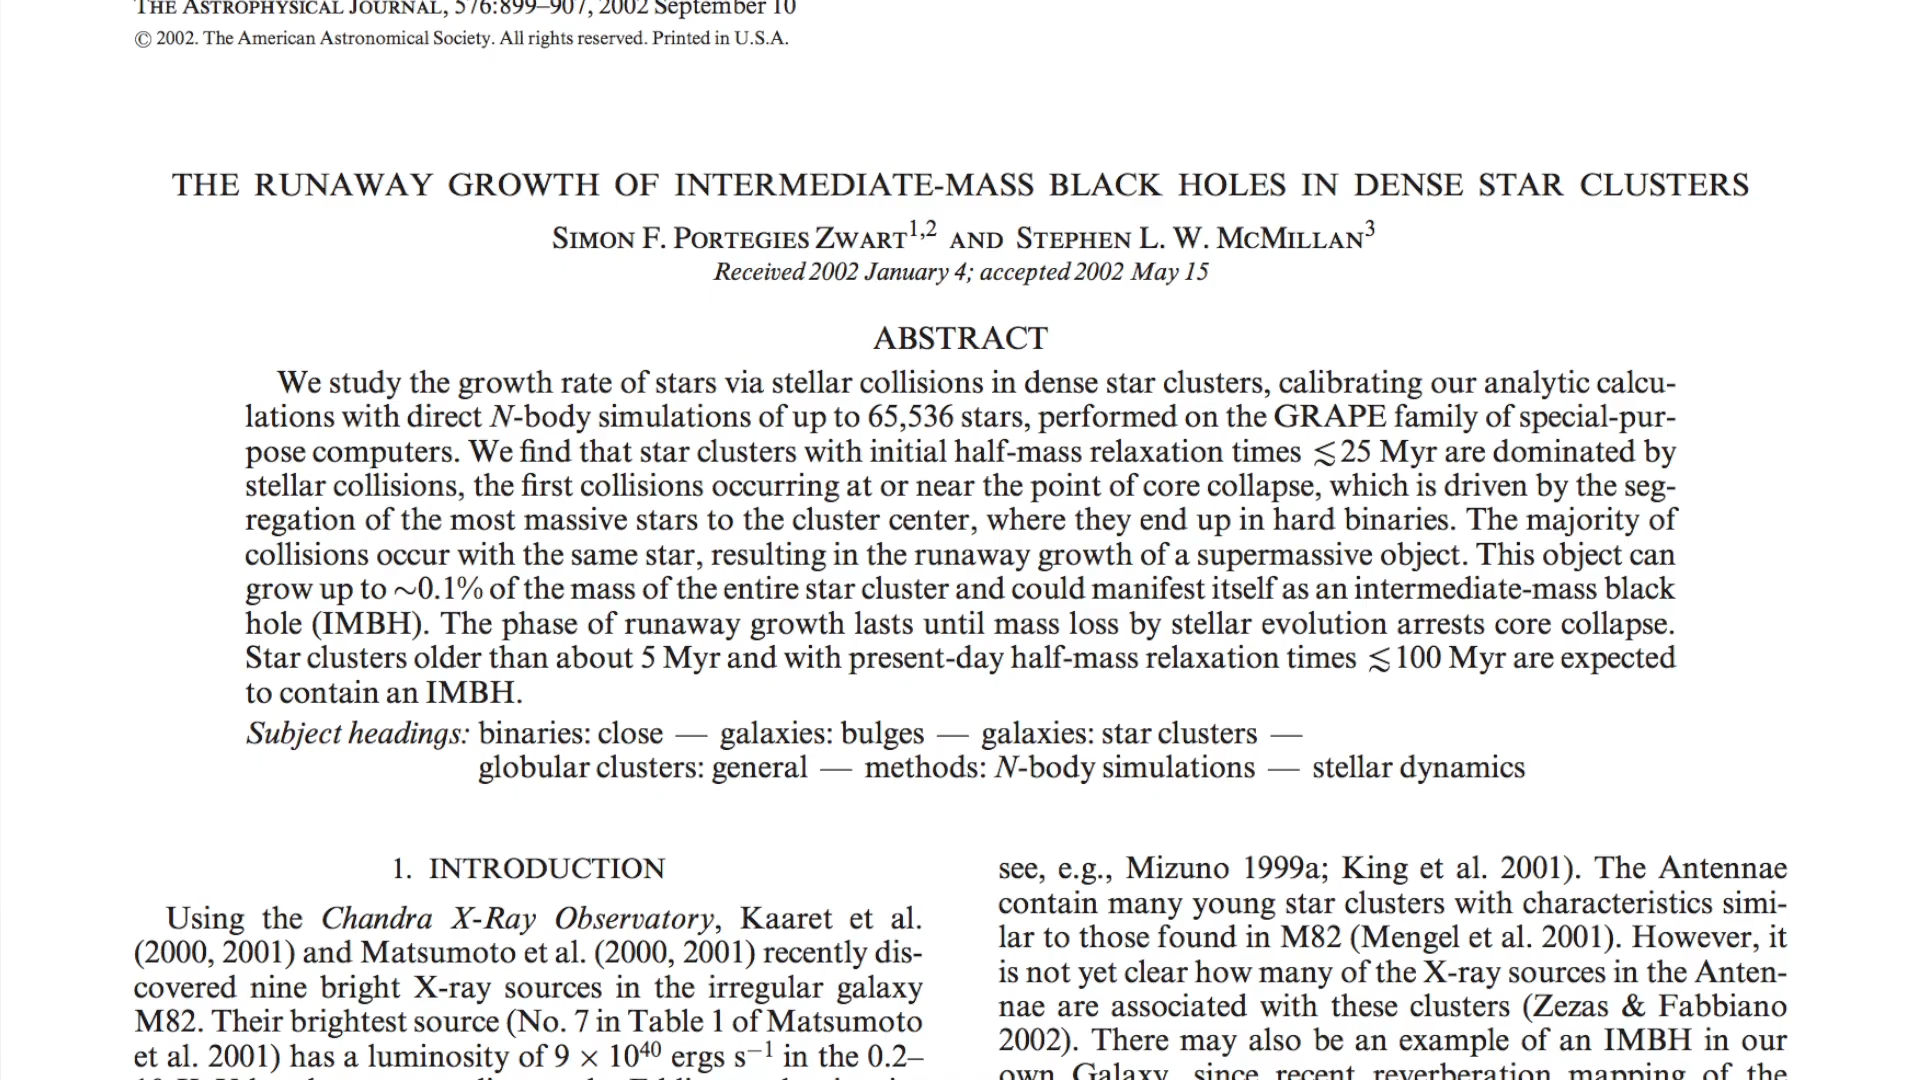 THE ASTROPHYSICAL JOURNAL, 576:899–907, 2002 September 10
© 2002. The American Astronomical Society. All rights reserved. Printed in U.S.A.
THE RUNAWAY GROWTH OF INTERMEDIATE-MASS BLACK HOLES IN DENSE STAR CLUSTERS
Simon F. Portegies Zwart1,2 and Stephen L. W. McMillan3
Received 2002 January 4; accepted 2002 May 15
ABSTRACT
We study the growth rate of stars via stellar collisions in dense star clusters, calibrating our analytic calcu-
lations with direct N-body simulations of up to 65,536 stars, performed on the GRAPE family of special-pur-
pose computers. We find that star clusters with initial half-mass relaxation times ≲25 Myr are dominated by
stellar collisions, the first collisions occurring at or near the point of core collapse, which is driven by the seg-
regation of the most massive stars to the cluster center, where they end up in hard binaries. The majority of
collisions occur with the same star, resulting in the runaway growth of a supermassive object. This object can
grow up to ~0.1% of the mass of the entire star cluster and could manifest itself as an intermediate-mass black
hole (IMBH). The phase of runaway growth lasts until mass loss by stellar evolution arrests core collapse.
Star clusters older than about 5 Myr and with present-day half-mass relaxation times ≲100 Myr are expected
to contain an IMBH.
Subject headings: binaries: close — galaxies: bulges — galaxies: star clusters —
globular clusters: general — methods: N-body simulations — stellar dynamics
1. INTRODUCTION
Using the Chandra X-Ray Observatory, Kaaret et al.
(2000, 2001) and Matsumoto et al. (2000, 2001) recently dis-
covered nine bright X-ray sources in the irregular galaxy
M82. Their brightest source (No. 7 in Table 1 of Matsumoto
et al. 2001) has a luminosity of 9 × 10⁴⁰ ergs s⁻¹ in the 0.2–
see, e.g., Mizuno 1999a; King et al. 2001). The Antennae
contain many young star clusters with characteristics simi-
lar to those found in M82 (Mengel et al. 2001). However, it
is not yet clear how many of the X-ray sources in the Anten-
nae are associated with these clusters (Zezas & Fabbiano
2002). There may also be an example of an IMBH in our
own Galaxy, since recent reverberation mapping of the